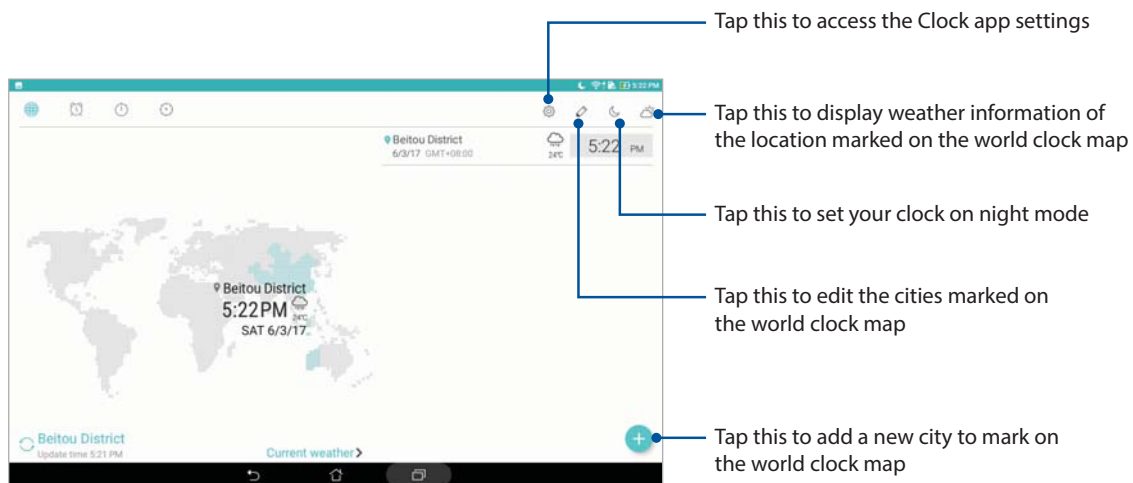 Tap this to access the Clock app settings
5:22 PM
Tap this to display weather information of
the location marked on the world clock map
Beitou District
6/3/17 GMT+08:00
24°C
5:22 PM
Tap this to set your clock on night mode
Beitou District
5:22PM
24°C
SAT 6/3/17
Tap this to edit the cities marked on
the world clock map
Beitou District
Update time 5:21 PM
Current weather
Tap this to add a new city to mark on
the world clock map